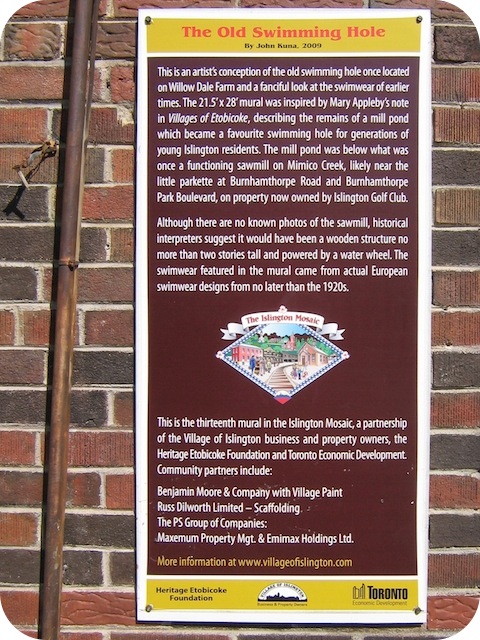 The Old Swimming Hole
By John Kuna, 2009
This is an artist's conception of the old swimming hole once located
on Willow Dale Farm and a fanciful look at the swimwear of earlier
times. The 21.5' x 28' mural was inspired by Mary Appleby's note
in Villages of Etobicoke, describing the remains of a mill pond
which became a favourite swimming hole for generations of
young Islington residents. The mill pond was below what was
once a functioning sawmill on Mimico Creek, likely near the
little parkette at Burnhamthorpe Road and Burnhamthorpe
Park Boulevard, on property now owned by Islington Golf Club.
Although there are no known photos of the sawmill, historical
interpreters suggest it would have been a wooden structure no
more than two stories tall and powered by a water wheel. The
swimwear featured in the mural came from actual European
swimwear designs from no later than the 1920s.
The Islington Mosaic
This is the thirteenth mural in the Islington Mosaic, a partnership
of the Village of Islington business and property owners, the
Heritage Etobicoke Foundation and Toronto Economic Development.
Community partners include:
Benjamin Moore & Company with Village Paint
Russ Dilworth Limited – Scaffolding
The PS Group of Companies:
Maxemum Property Mgt. & Emimax Holdings Ltd.
More information at www.villageofislington.com
Heritage Etobicoke
Foundation
VILLAGE OF ISLINGTON
Business & Property Owners
TORONTO
Economic Development